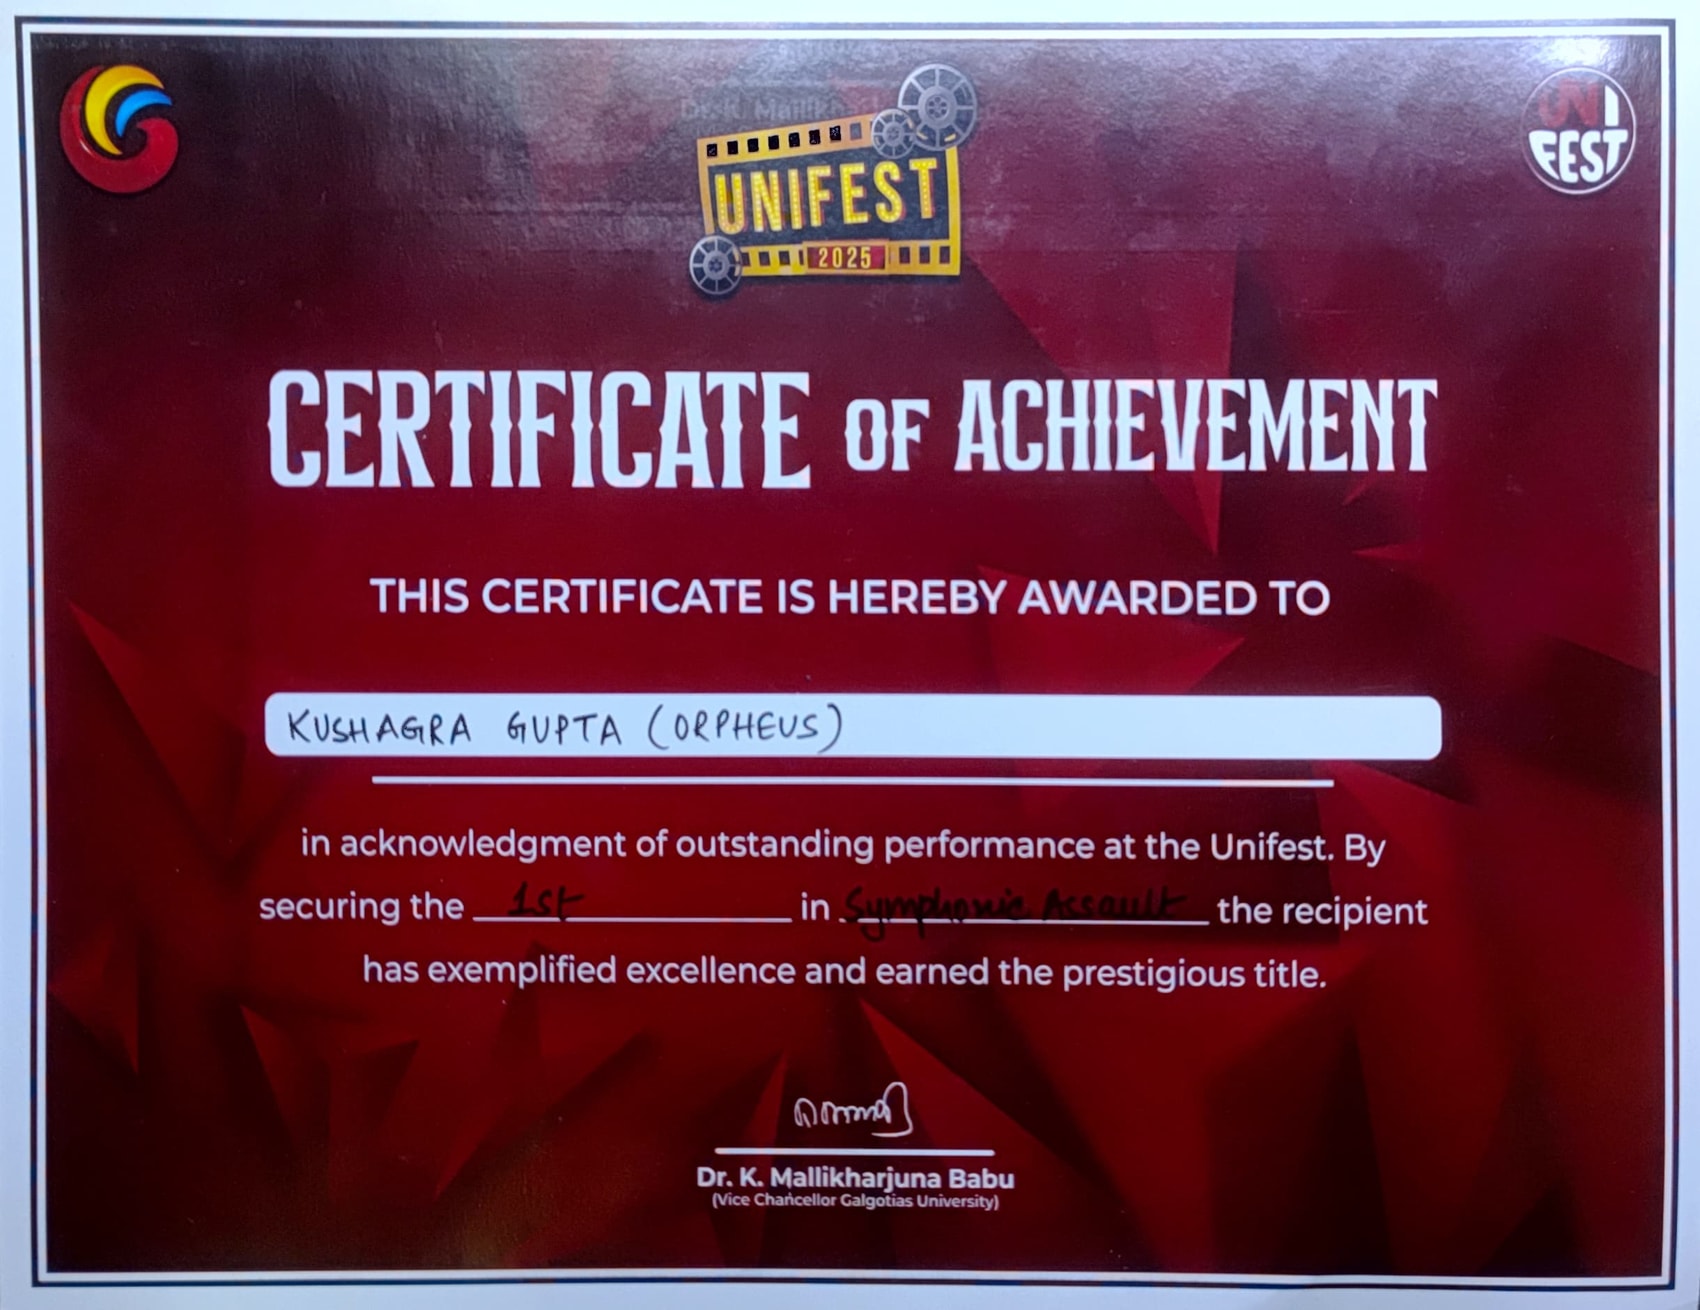 UNI
FEST
UNIFEST
2025
CERTIFICATE OF ACHIEVEMENT
THIS CERTIFICATE IS HEREBY AWARDED TO
KUSHAGRA GUPTA (ORPHEUS)
in acknowledgment of outstanding performance at the Unifest. By
securing the 1st in Symphonic Assault the recipient
has exemplified excellence and earned the prestigious title.
Dr. K. Mallikharjuna Babu
(Vice Chancellor Galgotias University)